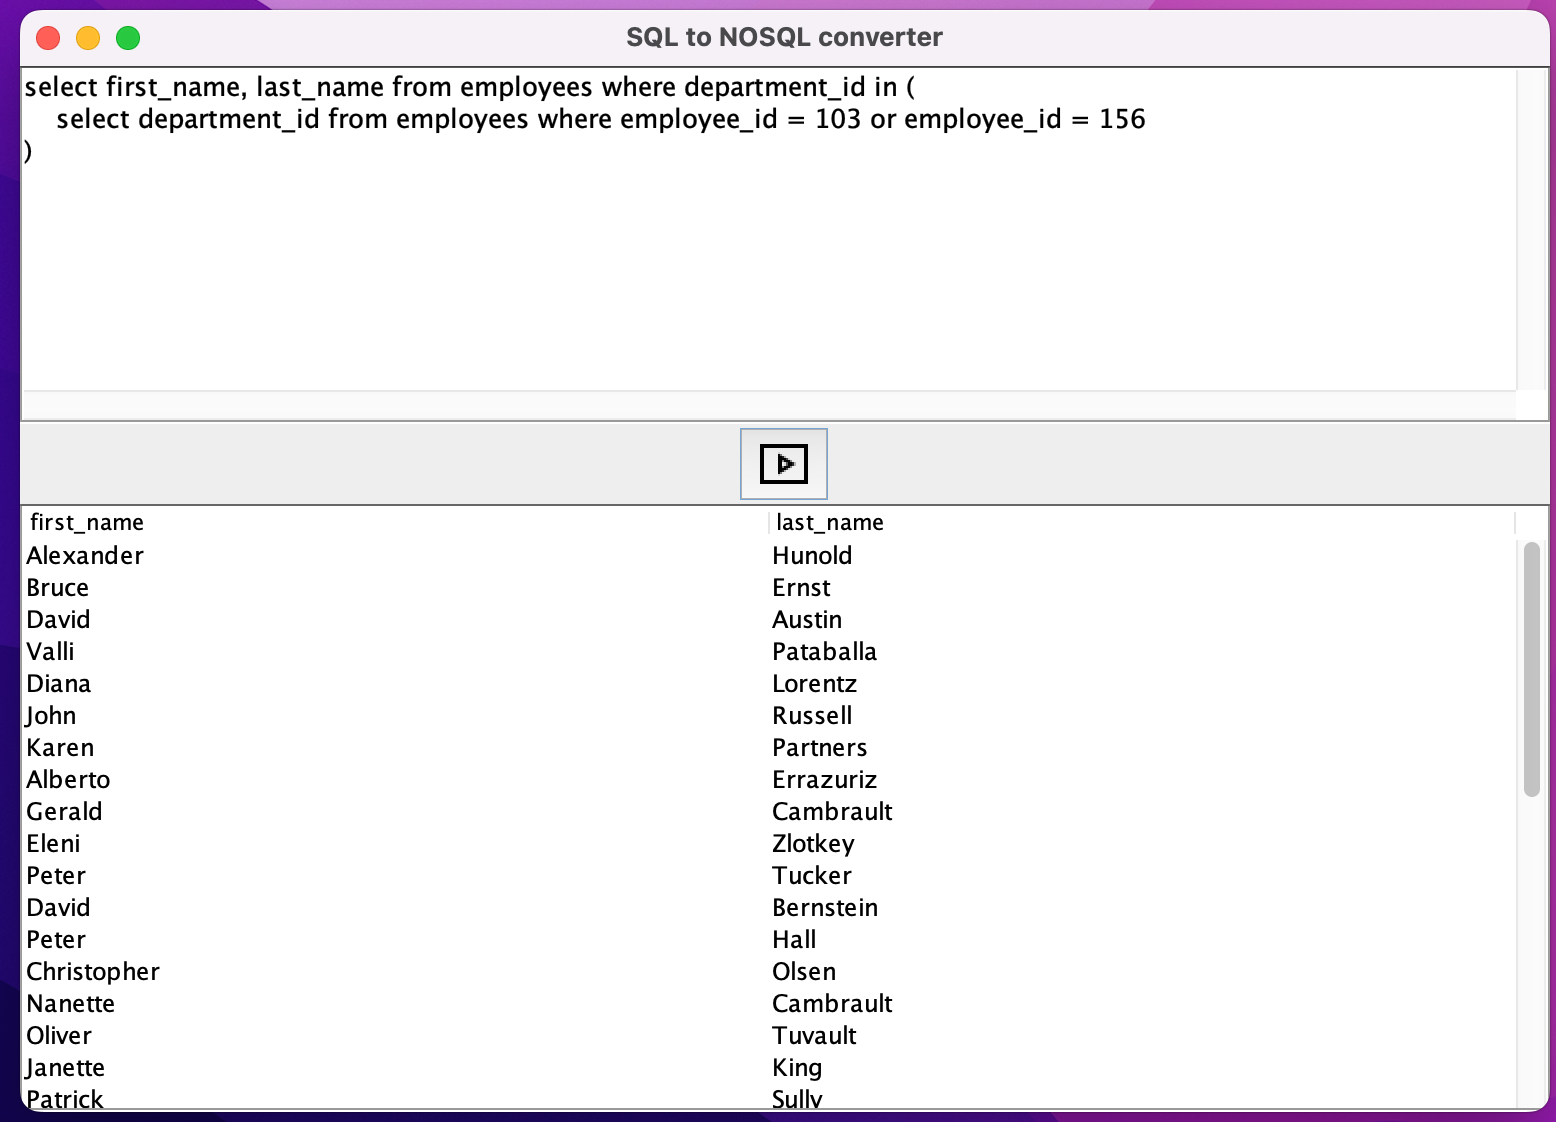 SQL to NOSQL converter
select first_name, last_name from employees where department_id in (
    select department_id from employees where employee_id = 103 or employee_id = 156
)
first_name last_name
Alexander Hunold
Bruce Ernst
David Austin
Valli Pataballa
Diana Lorentz
John Russell
Karen Partners
Alberto Errazuriz
Gerald Cambrault
Eleni Zlotkey
Peter Tucker
David Bernstein
Peter Hall
Christopher Olsen
Nanette Cambrault
Oliver Tuvault
Janette King
Patrick Sully